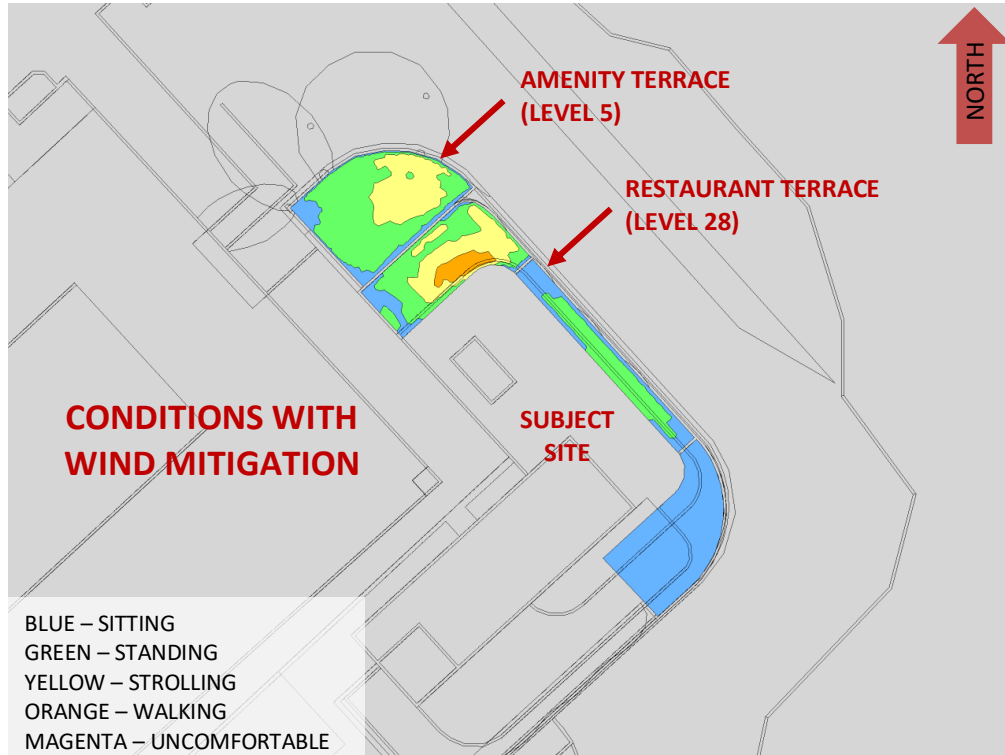 NORTH
AMENITY TERRACE
(LEVEL 5)
RESTAURANT TERRACE
(LEVEL 28)
CONDITIONS WITH
WIND MITIGATION
SUBJECT
SITE
BLUE – SITTING
GREEN – STANDING
YELLOW – STROLLING
ORANGE – WALKING
MAGENTA – UNCOMFORTABLE